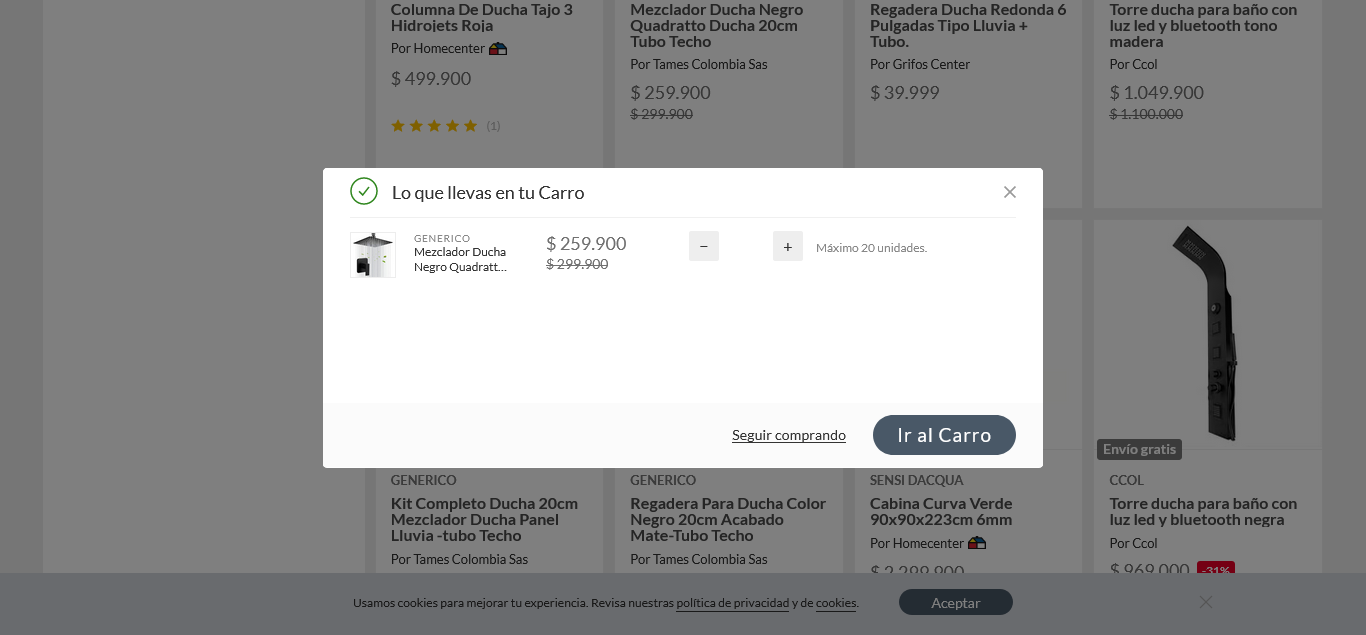 Columna De Ducha Tajo 3
Hidrojets Roja
Por Homecenter
$ 499.900
(1)
Mezclador Ducha Negro
Quadratto Ducha 20cm
Tubo Techo
Por Tames Colombia Sas
$ 259.900
$ 299.900
Regadera Ducha Redonda 6
Pulgadas Tipo Lluvia +
Tubo.
Por Grifos Center
$ 39.999
Torre ducha para baño con
luz led y bluetooth tono
madera
Por Ccol
$ 1.049.900
$ 1.100.000
Lo que llevas en tu Carro
GENERICO
Mezclador Ducha
Negro Quadratt...
$ 259.900
$ 299.900
−
+
Máximo 20 unidades.
Seguir comprando
Ir al Carro
Envío gratis
GENERICO
Kit Completo Ducha 20cm
Mezclador Ducha Panel
Lluvia -tubo Techo
Por Tames Colombia Sas
GENERICO
Regadera Para Ducha Color
Negro 20cm Acabado
Mate-Tubo Techo
Por Tames Colombia Sas
SENSI DACQUA
Cabina Curva Verde
90x90x223cm 6mm
Por Homecenter
$ 2.299.900
CCOL
Torre ducha para baño con
luz led y bluetooth negra
Por Ccol
$ 969.000 -31%
Usamos cookies para mejorar tu experiencia. Revisa nuestras política de privacidad y de cookies.
Aceptar